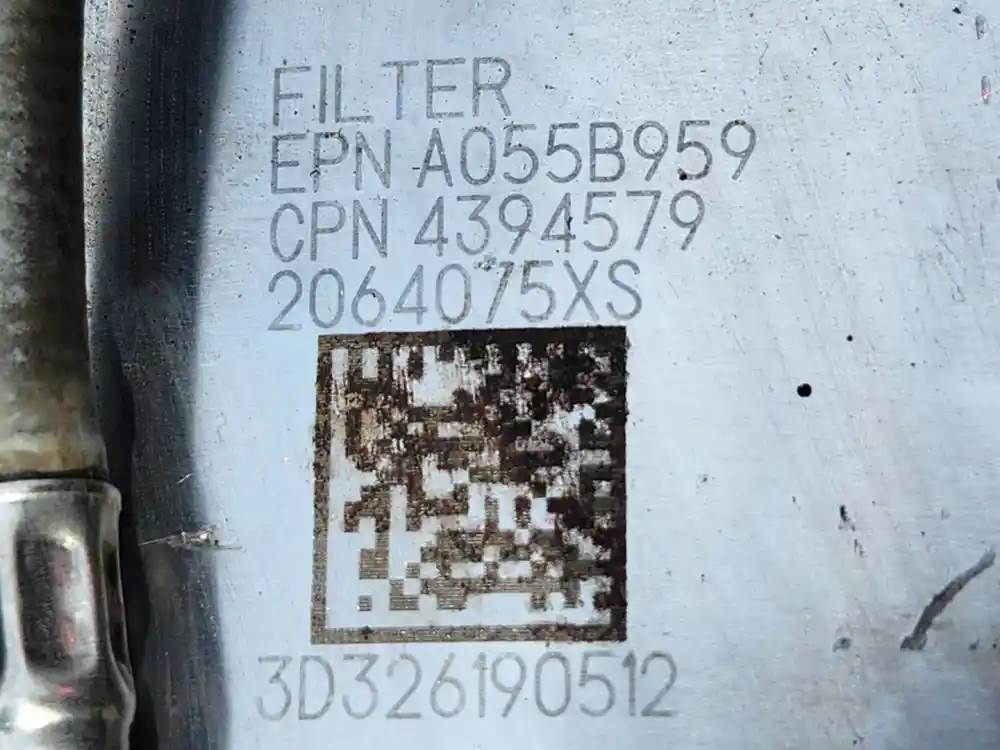 FILTER
EPN A055B959
CPN 4394579
2064075XS
3D326190512